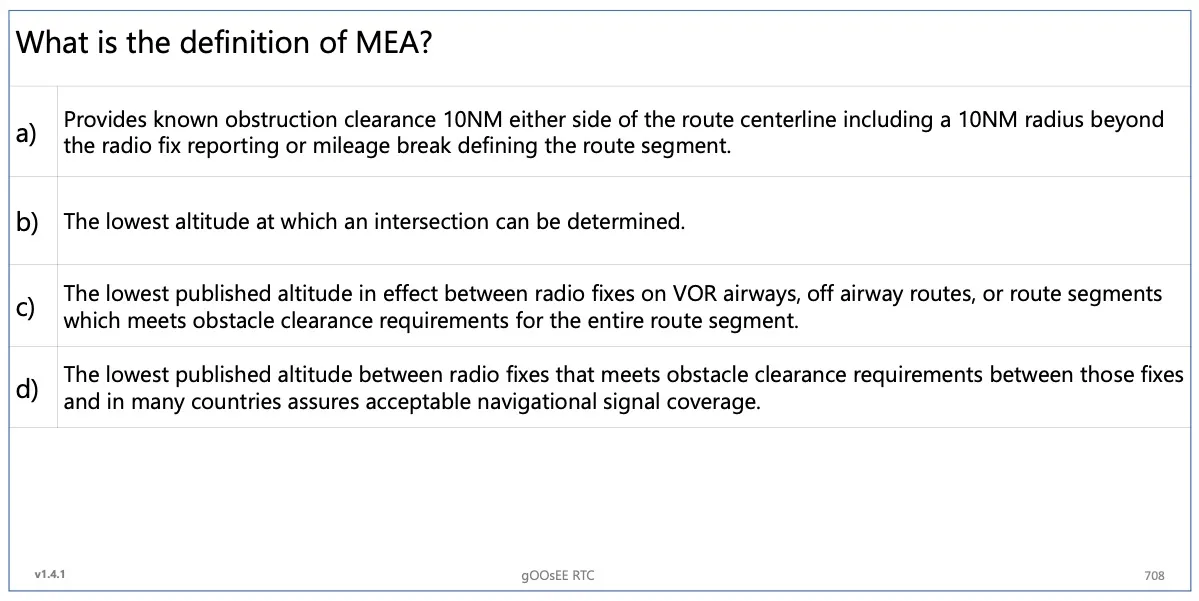 What is the definition of MEA?
a)
Provides known obstruction clearance 10NM either side of the route centerline including a 10NM radius beyond
the radio fix reporting or mileage break defining the route segment.
b)
The lowest altitude at which an intersection can be determined.
c)
The lowest published altitude in effect between radio fixes on VOR airways, off airway routes, or route segments
which meets obstacle clearance requirements for the entire route segment.
d)
The lowest published altitude between radio fixes that meets obstacle clearance requirements between those fixes
and in many countries assures acceptable navigational signal coverage.
v1.4.1
gOOsEE RTC
708